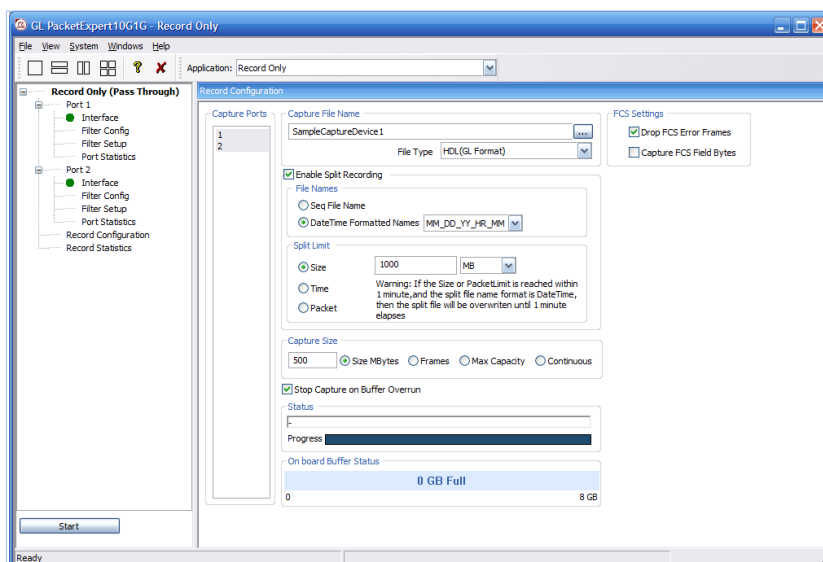 GL PacketExpert10G1G - Record Only
File View System Windows Help
Application: Record Only
Record Only (Pass Through)
Port 1
Interface
Filter Config
Filter Setup
Port Statistics
Port 2
Interface
Filter Config
Filter Setup
Port Statistics
Record Configuration
Record Statistics
Start
Record Configuration
Capture Ports
1
2
Capture File Name
SampleCaptureDevice1
...
File Type HDL(GL Format)
Enable Split Recording
File Names
Seq File Name
DateTime Formatted Names MM_DD_YY_HR_MM
Split Limit
Size 1000 MB
Time
Packet
Warning: If the Size or PacketLimit is reached within
1 minute,and the split file name format is DateTime,
then the split file will be overwriten until 1 minute
elapses
Capture Size
500 Size MBytes Frames Max Capacity Continuous
Stop Capture on Buffer Overrun
Status
-
Progress
On board Buffer Status
0 GB Full
0 8 GB
FCS Settings
Drop FCS Error Frames
Capture FCS Field Bytes
Ready